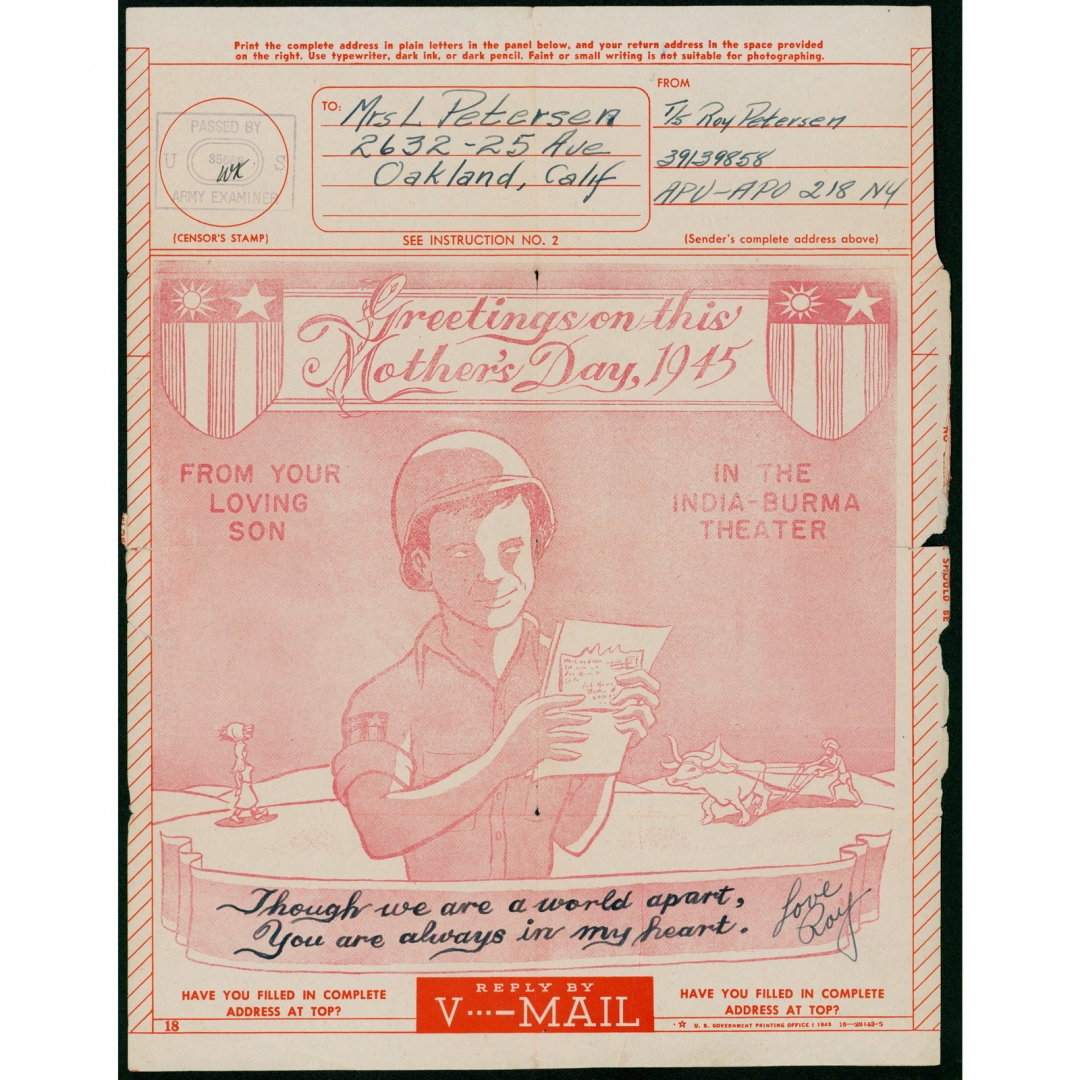 Print the complete address in plain letters in the panel below, and your return address in the space provided
on the right. Use typewriter, dark ink, or dark pencil. Faint or small writing is not suitable for photographing.
PASSED BY
U S
ARMY EXAMINER
(CENSOR'S STAMP)
TO: Mrs L Petersen
2632-25 Ave
Oakland, Calif
SEE INSTRUCTION NO. 2
FROM
T/5 Roy Petersen
39139858
APU-APO 218 NY
(Sender's complete address above)
Greetings on this
Mother's Day, 1945
FROM YOUR
LOVING
SON
IN THE
INDIA-BURMA
THEATER
SHOULD BE
Though we are a world apart,
You are always in my heart.
Love
Roy
HAVE YOU FILLED IN COMPLETE
ADDRESS AT TOP?
REPLY BY
V···—MAIL
HAVE YOU FILLED IN COMPLETE
ADDRESS AT TOP?
18
☆ U. S. GOVERNMENT PRINTING OFFICE : 1943 16—28143-5